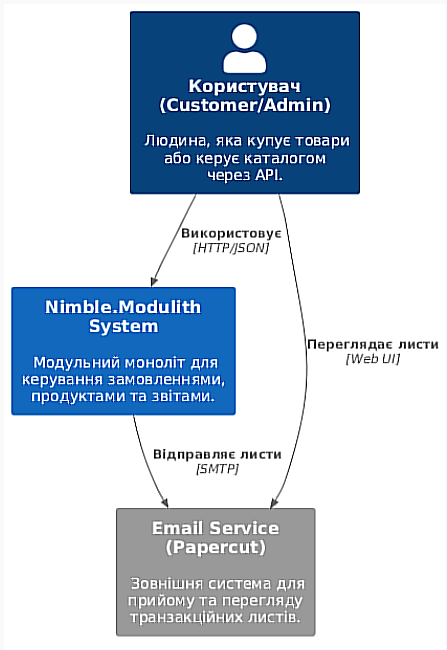 Користувач
(Customer/Admin)
Людина, яка купує товари
або керує каталогом
через API.
Використовує
[HTTP/JSON]
Nimble.Modulith
System
Модульний моноліт для
керування замовленнями,
продуктами та звітами.
Переглядає листи
[Web UI]
Відправляє листи
[SMTP]
Email Service
(Papercut)
Зовнішня система для
прийому та перегляду
транзакційних листів.